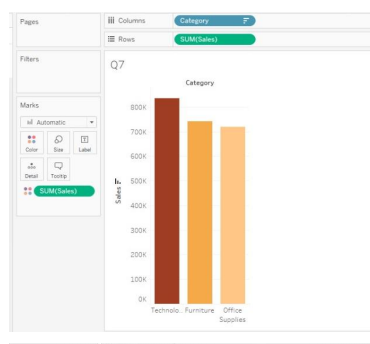 Pages
Columns
Category
Rows
SUM(Sales)
Filters
Marks
Automatic
Color
Size
Label
Detail
Tooltip
SUM(Sales)
Q7
Category
Sales
800K
700K
600K
500K
400K
300K
200K
100K
0K
Technolo.. Furniture Office
Supplies